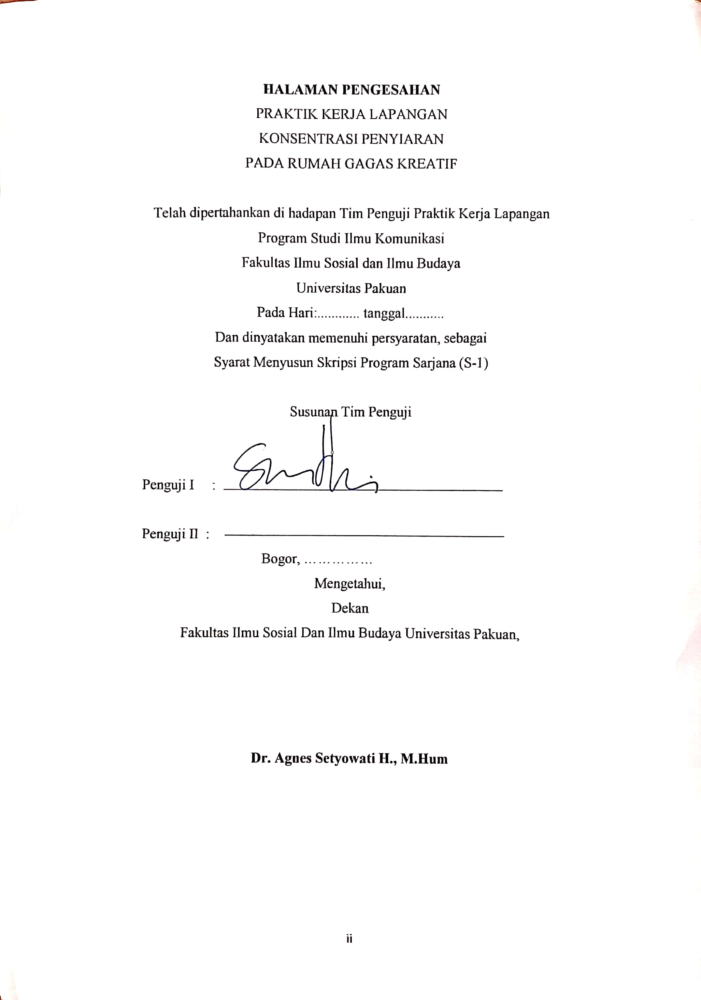 HALAMAN PENGESAHAN
PRAKTIK KERJA LAPANGAN
KONSENTRASI PENYIARAN
PADA RUMAH GAGAS KREATIF
Telah dipertahankan di hadapan Tim Penguji Praktik Kerja Lapangan
Program Studi Ilmu Komunikasi
Fakultas Ilmu Sosial dan Ilmu Budaya
Universitas Pakuan
Pada Hari:............ tanggal...........
Dan dinyatakan memenuhi persyaratan, sebagai
Syarat Menyusun Skripsi Program Sarjana (S-1)
Susunan Tim Penguji
Penguji I :
Penguji II :
Bogor, ...............
Mengetahui,
Dekan
Fakultas Ilmu Sosial Dan Ilmu Budaya Universitas Pakuan,
Dr. Agnes Setyowati H., M.Hum
ii